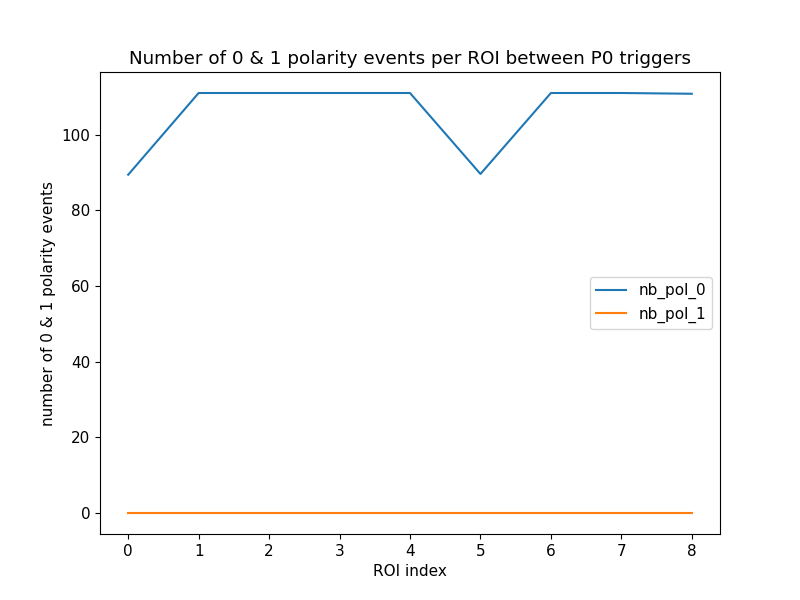 Number of 0 & 1 polarity events per ROI between P0 triggers
number of 0 & 1 polarity events
100
80
60
40
20
0
nb_pol_0
nb_pol_1
0 1 2 3 4 5 6 7 8
ROI index